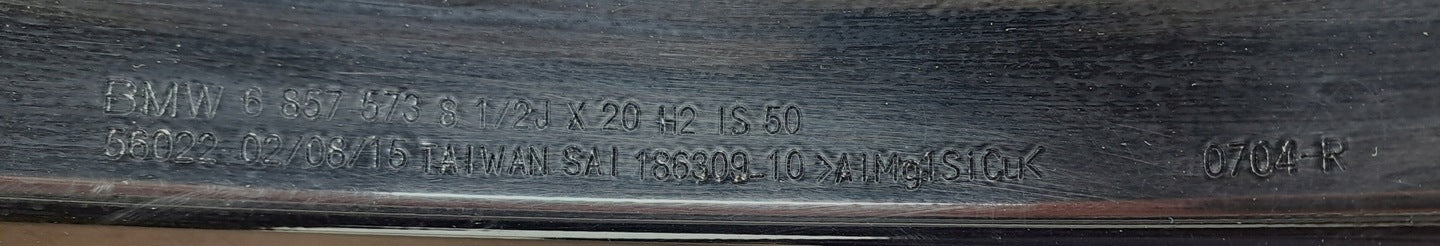 BMW 6 857 573 8 1/2J X 20 H2 IS 50
56022 02/08/15 TAIWAN SAI 186309-10 >AlMg1SiCu< 0704-R